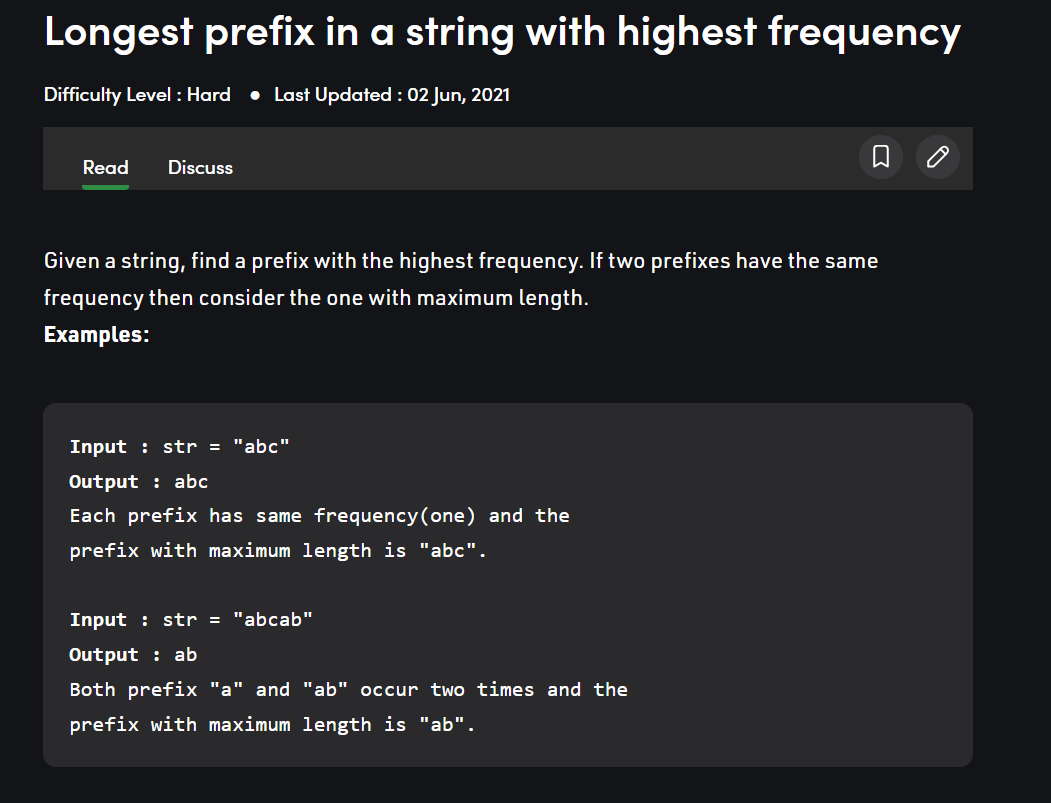 Longest prefix in a string with highest frequency
Difficulty Level : Hard ● Last Updated : 02 Jun, 2021
Read Discuss
Given a string, find a prefix with the highest frequency. If two prefixes have the same
frequency then consider the one with maximum length.
Examples:
Input : str = "abc"
Output : abc
Each prefix has same frequency(one) and the
prefix with maximum length is "abc".
Input : str = "abcab"
Output : ab
Both prefix "a" and "ab" occur two times and the
prefix with maximum length is "ab".